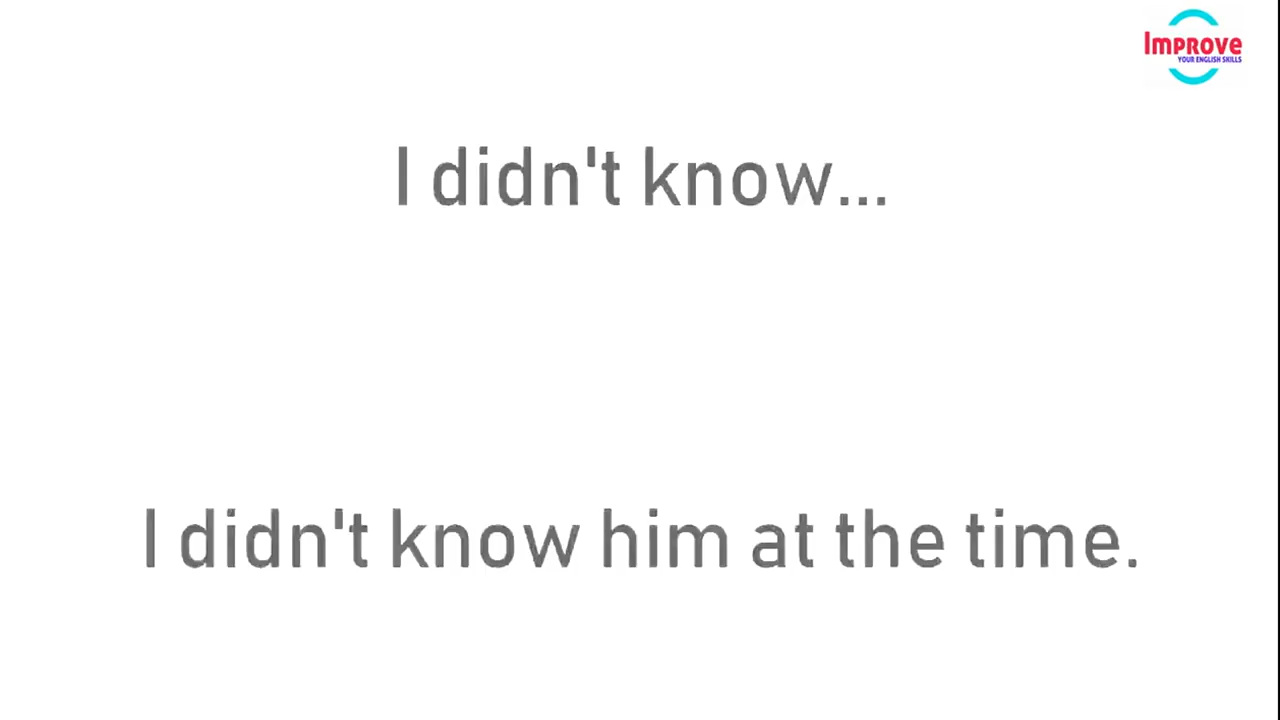 Improve
YOUR ENGLISH SKILLS
I didn't know...
I didn't know him at the time.